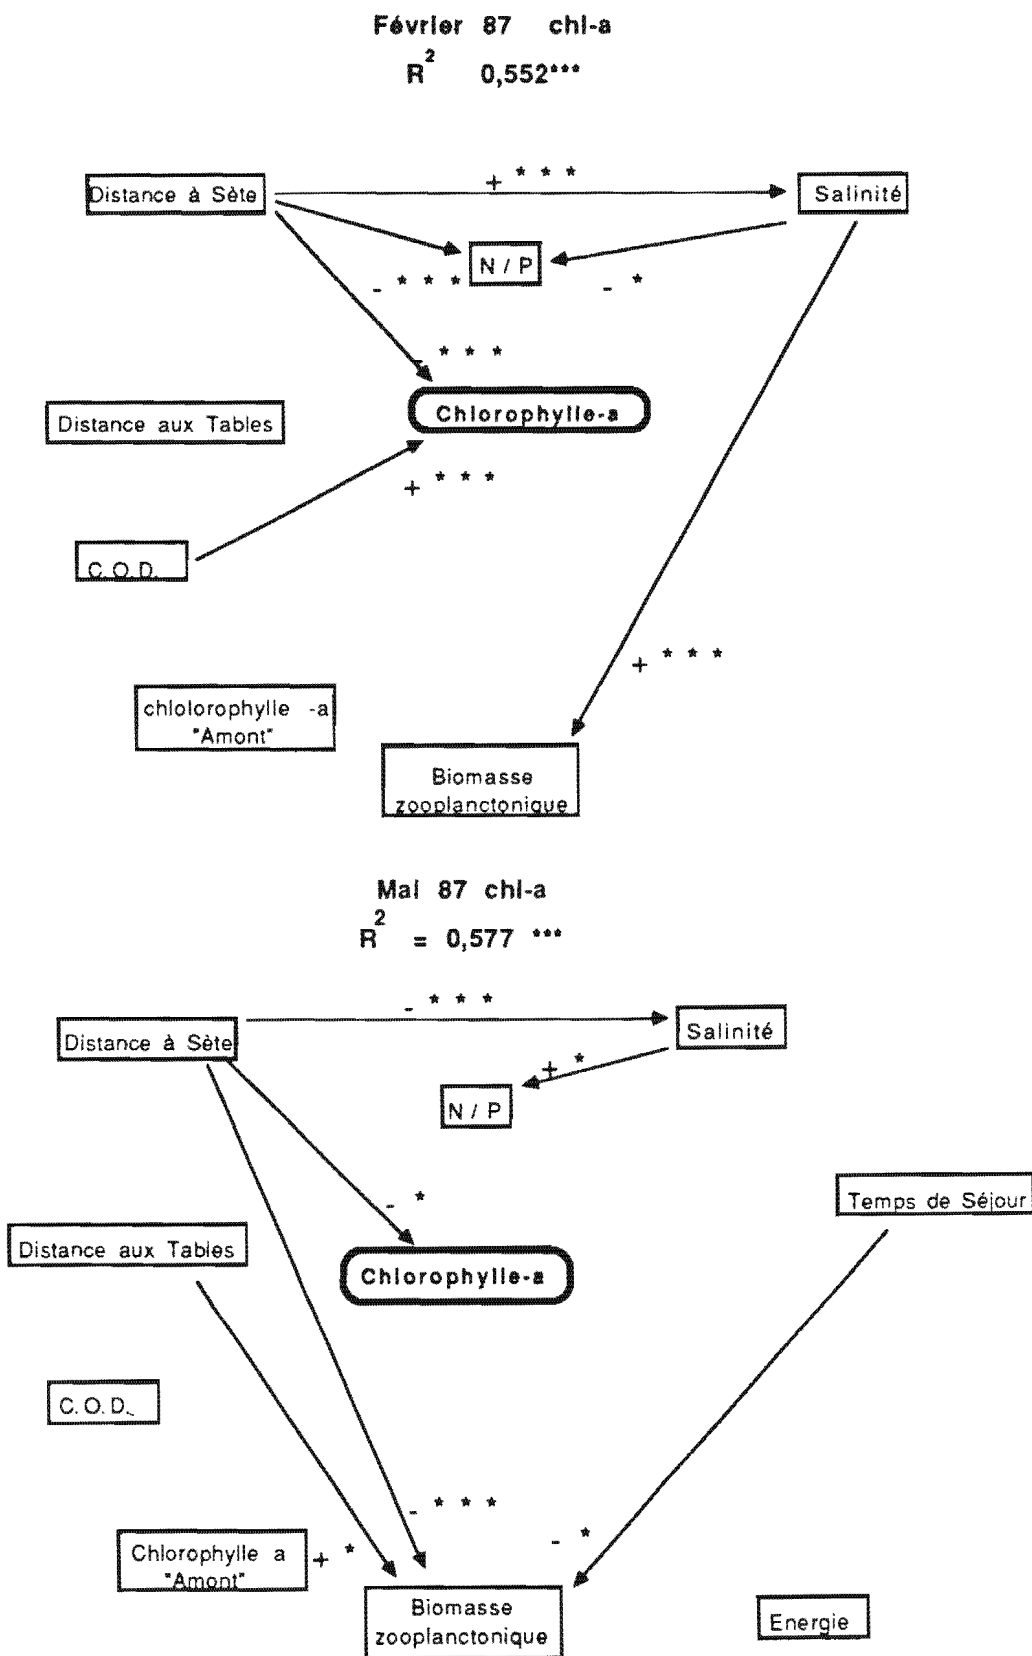 Février 87 chl-a
R² 0,552***
+ * * *
Distance à Sète
Salinité
N / P
- * * *
- *
- * * *
Chlorophylle-a
Distance aux Tables
+ * * *
C.O.D.
+ * * *
chlolorophylle -a
"Amont"
Biomasse
zooplanctonique
Mai 87 chl-a
R² = 0,577 ***
- * * *
Distance à Sète
Salinité
+ *
N / P
- *
Temps de Séjour
Distance aux Tables
Chlorophylle-a
C.O.D.
- * * *
- *
Chlorophylle a
"Amont"
+ *
Biomasse
zooplanctonique
Energie